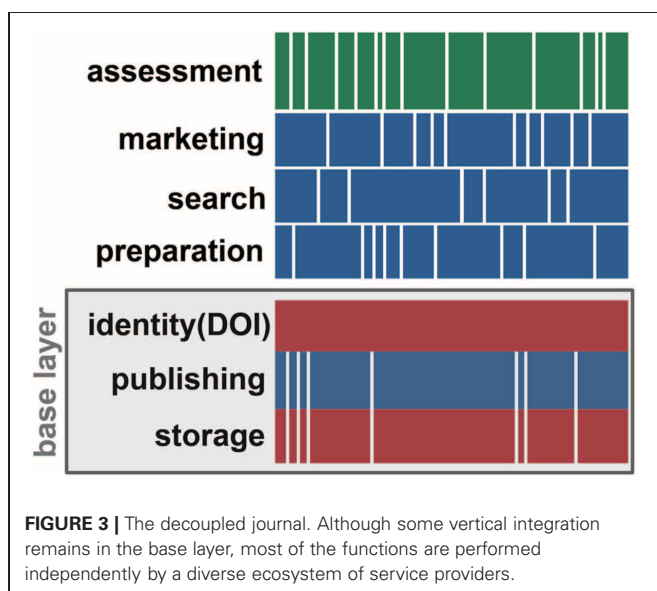 assessment
marketing
search
preparation
base layer
identity(DOI)
publishing
storage
FIGURE 3 | The decoupled journal. Although some vertical integration
remains in the base layer, most of the functions are performed
independently by a diverse ecosystem of service providers.